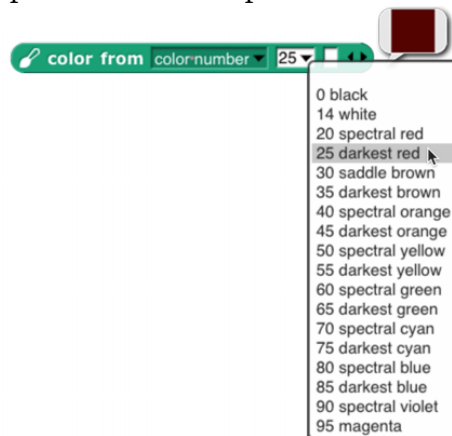 color from color number 25
0 black
14 white
20 spectral red
25 darkest red
30 saddle brown
35 darkest brown
40 spectral orange
45 darkest orange
50 spectral yellow
55 darkest yellow
60 spectral green
65 darkest green
70 spectral cyan
75 darkest cyan
80 spectral blue
85 darkest blue
90 spectral violet
95 magenta